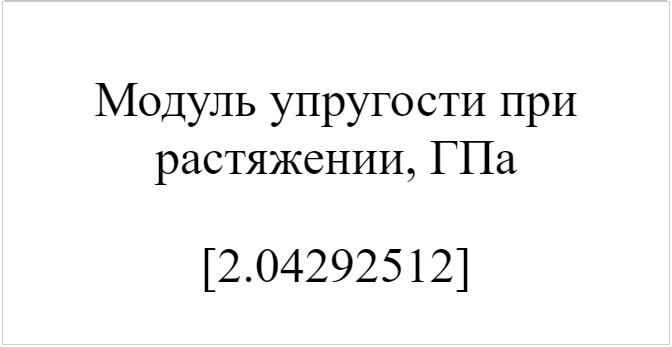 Модуль упругости при
растяжении, ГПа
[2.04292512]